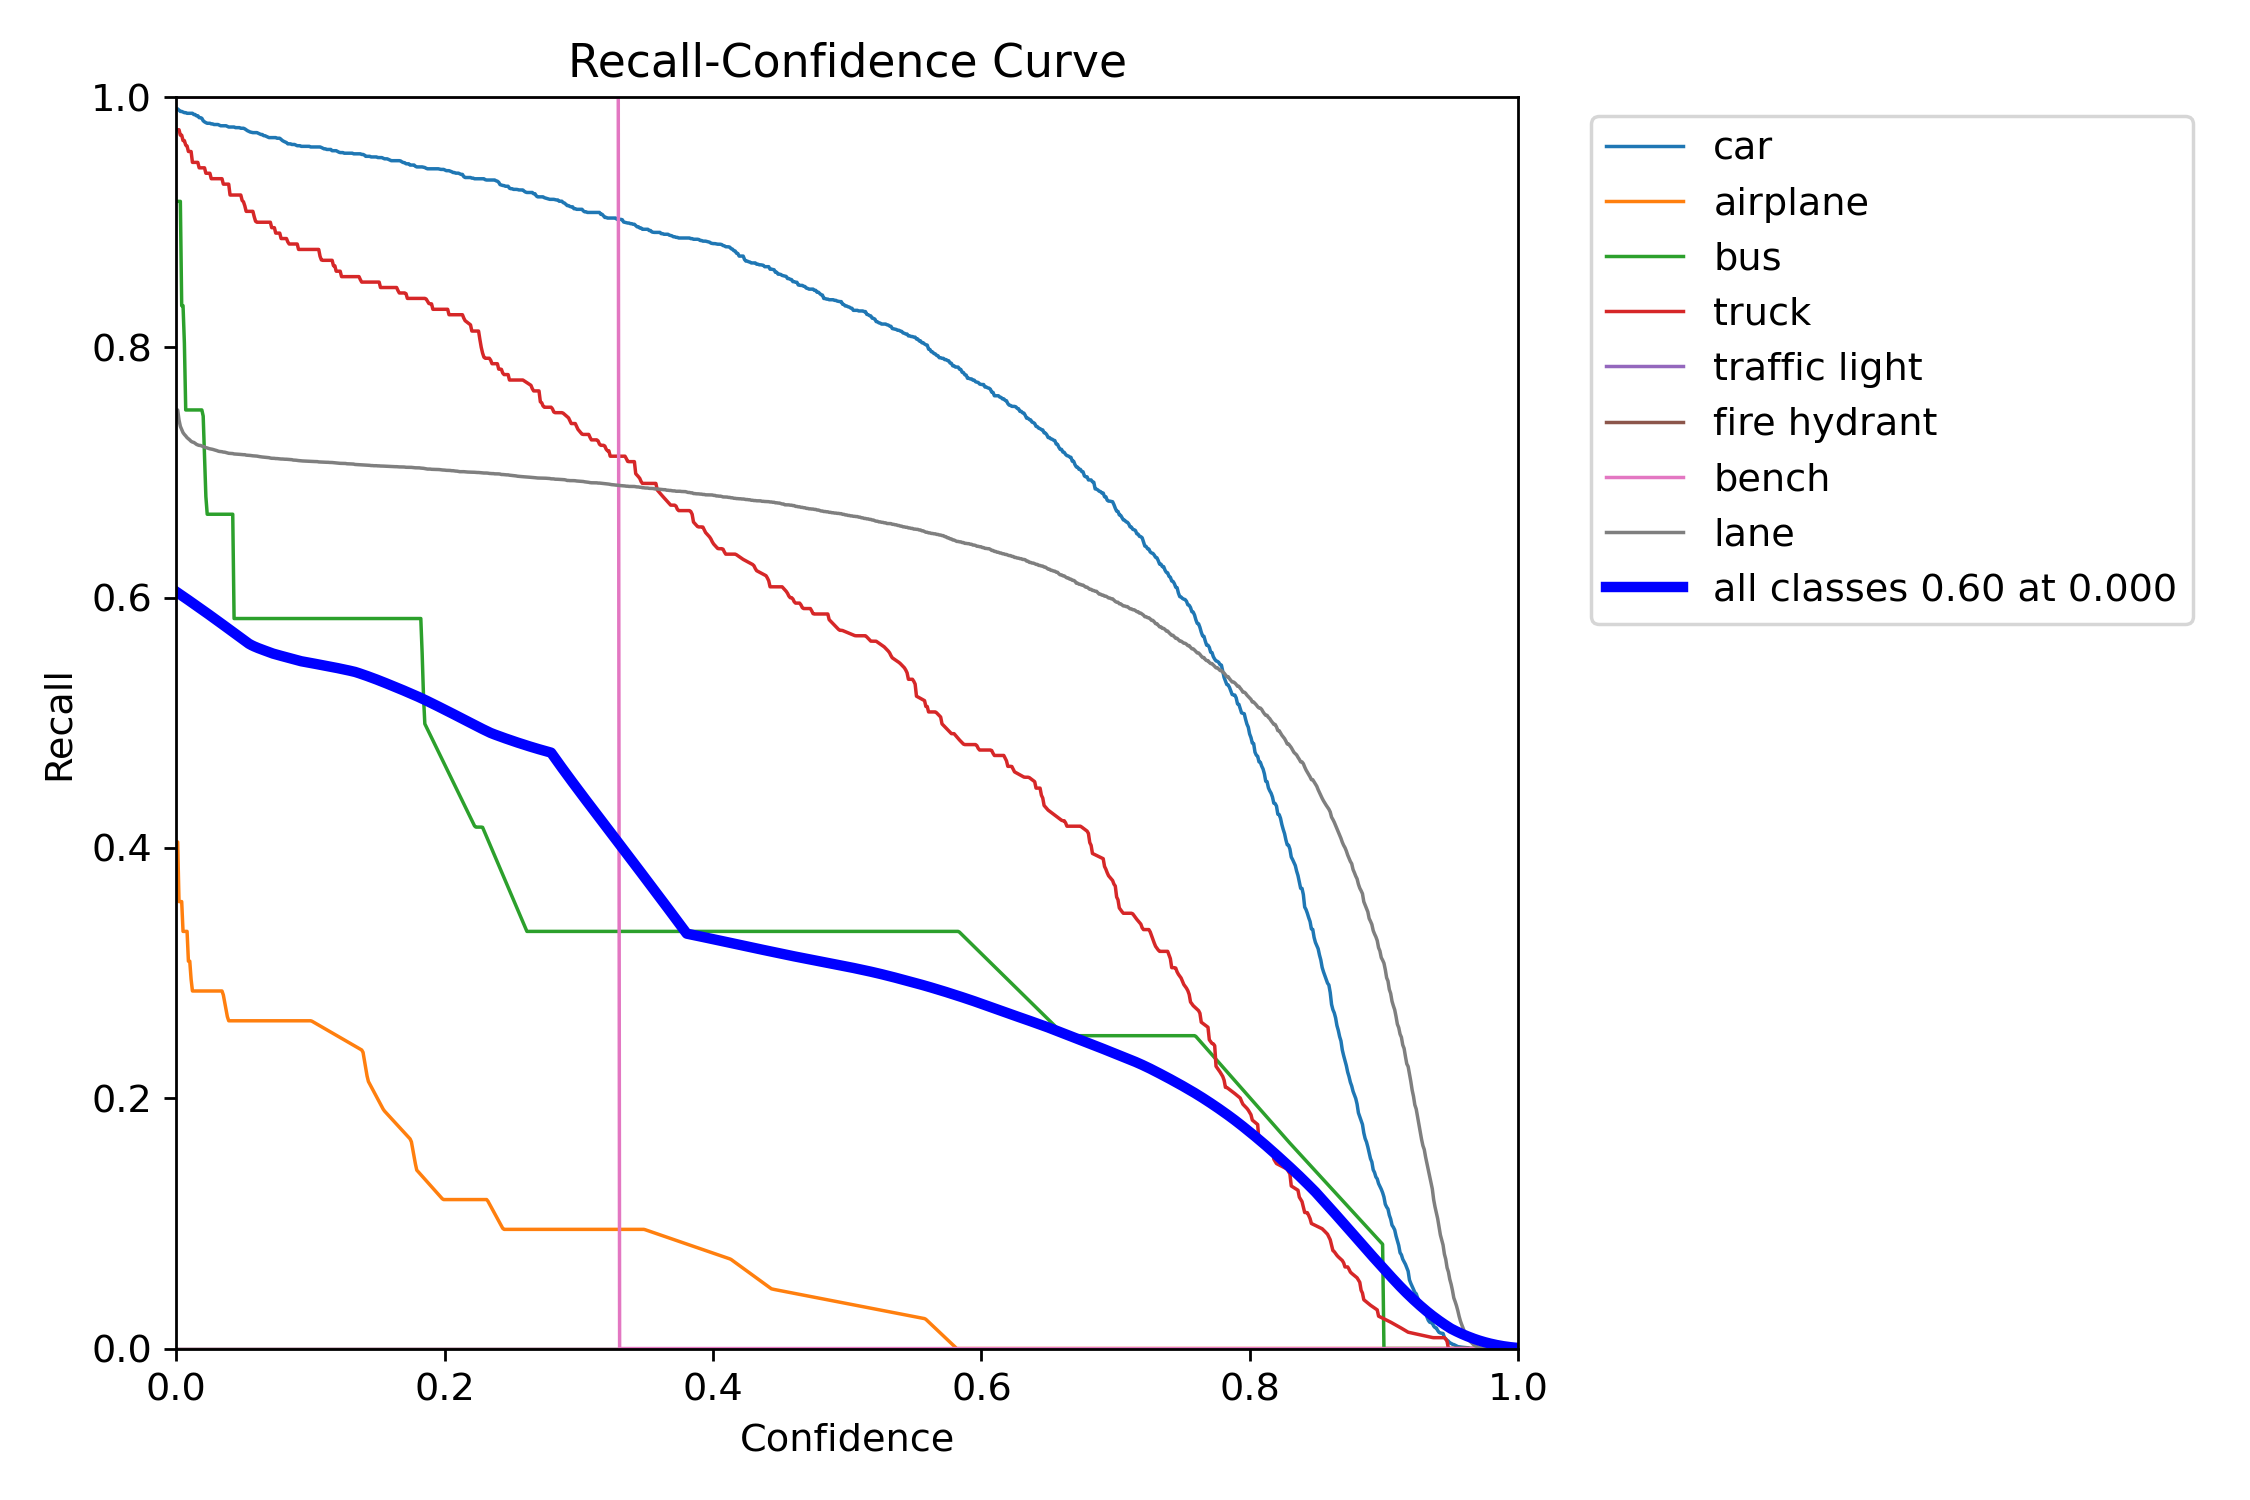 Recall-Confidence Curve
1.0
0.8
0.6
0.4
0.2
0.0
Recall
0.0 0.2 0.4 0.6 0.8 1.0
Confidence
car
airplane
bus
truck
traffic light
fire hydrant
bench
lane
all classes 0.60 at 0.000